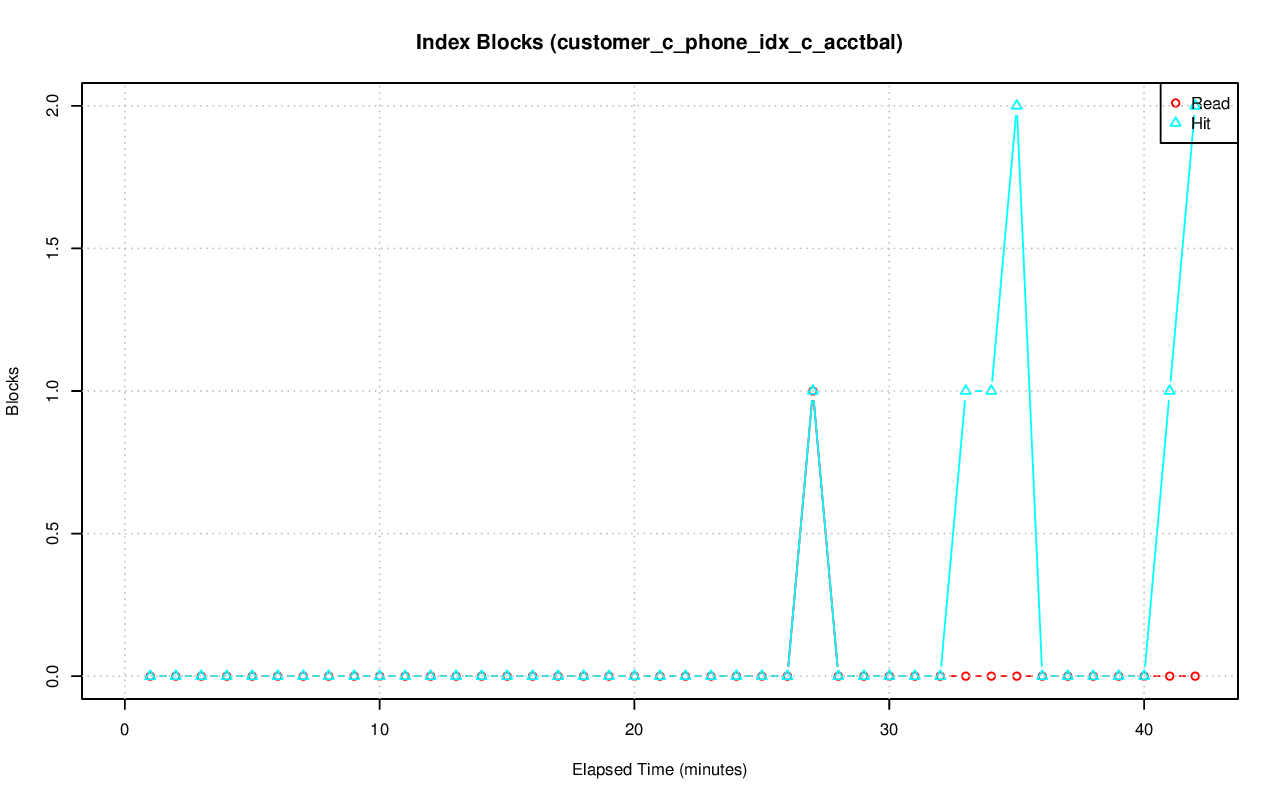 Index Blocks (customer_c_phone_idx_c_acctbal)
Read
Hit
2.0
1.5
1.0
0.5
0.0
Blocks
0
10
20
30
40
Elapsed Time (minutes)